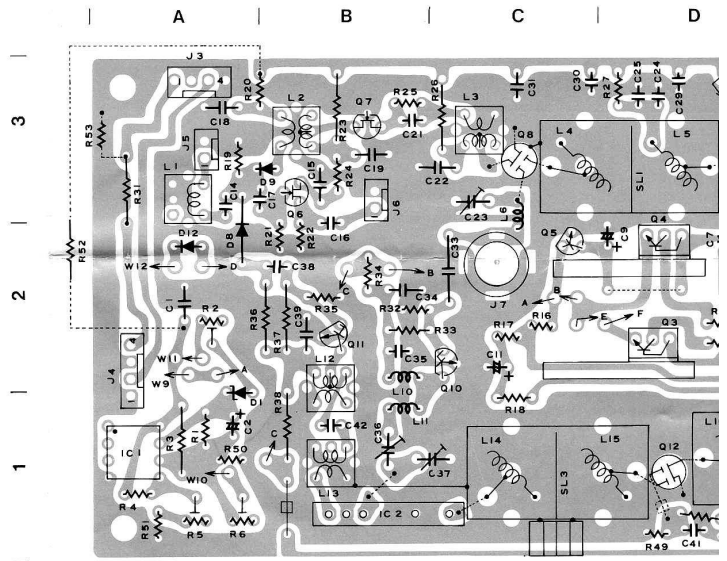 A B C D
3
2
1
J3
1 4
C18
R20
L2
Q7
R25
R26
C21
R23
L3
C31
Q8
C30
R27
C25
C24
C29
L4
L5
SL1
R53
J5
R19
L1
D9
C15
R24
C19
C22
R31
C14
C17
Q6
J6
C23
L6
R52
D12
D8
R21
R22
C16
C33
Q5
C9
Q4
C7
W12
D
C38
C
R34
B
C34
J7
A
B
C1
R2
R36
R37
C39
R35
R32
R33
R17
R16
E
F
Q3
Q11
C35
W11
W9
A
J4
4
1
L12
Q10
C11
L10
L11
R18
D1
R38
IC1
R3
R1
C2
C
C42
C36
L14
L15
Q12
R50
W10
L13
C37
SL3
R4
R51
R5
R6
IC2
R49
C41